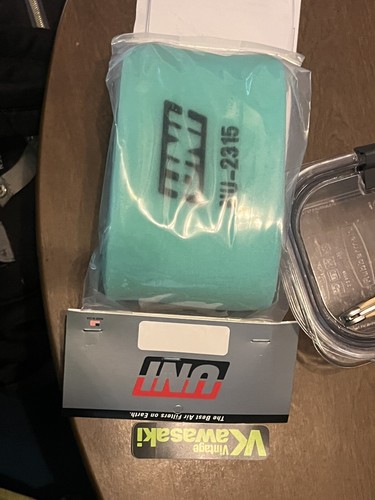 UNI
NU-2315
UNI
The Best Air Filters on Earth.
Vintage
Kawasaki